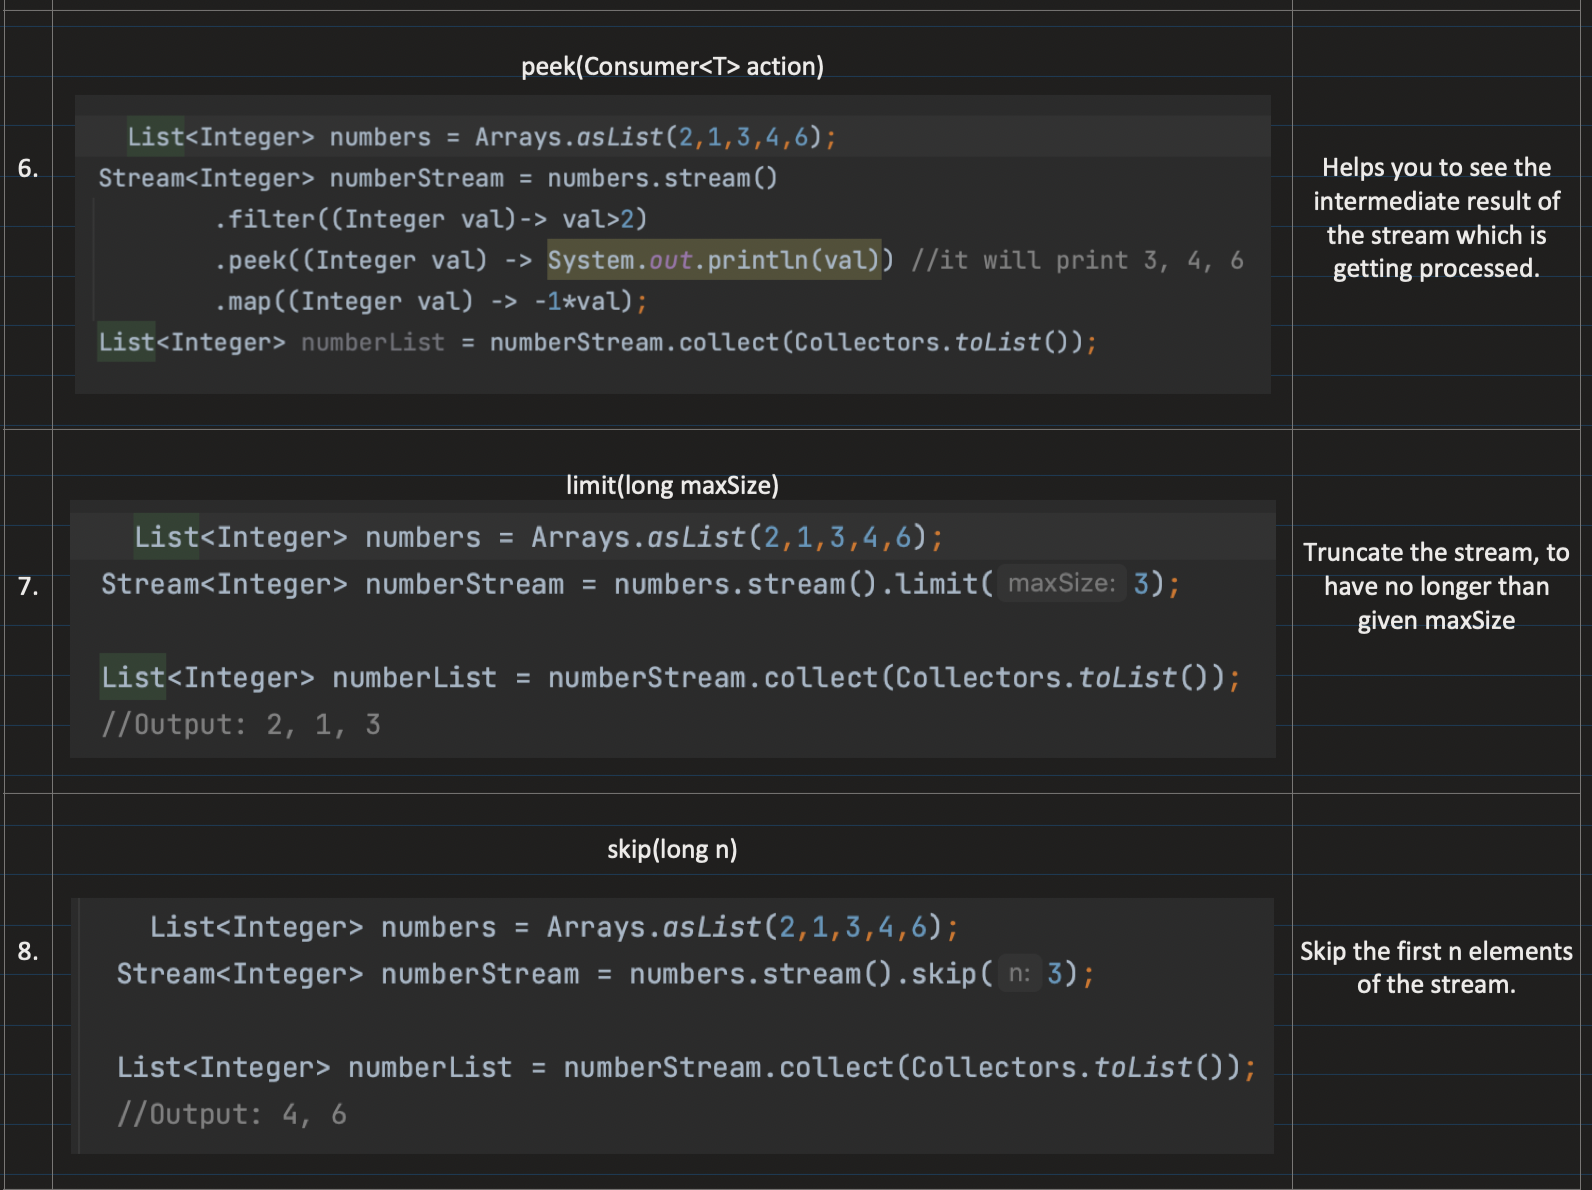 peek(Consumer<T> action)
6.
List<Integer> numbers = Arrays.asList(2,1,3,4,6);
Stream<Integer> numberStream = numbers.stream()
.filter((Integer val)-> val>2)
.peek((Integer val) -> System.out.println(val)) //it will print 3, 4, 6
.map((Integer val) -> -1*val);
List<Integer> numberList = numberStream.collect(Collectors.toList());
Helps you to see the
intermediate result of
the stream which is
getting processed.
limit(long maxSize)
7.
List<Integer> numbers = Arrays.asList(2,1,3,4,6);
Stream<Integer> numberStream = numbers.stream().limit( maxSize: 3);
List<Integer> numberList = numberStream.collect(Collectors.toList());
//Output: 2, 1, 3
Truncate the stream, to
have no longer than
given maxSize
skip(long n)
8.
List<Integer> numbers = Arrays.asList(2,1,3,4,6);
Stream<Integer> numberStream = numbers.stream().skip( n: 3);
List<Integer> numberList = numberStream.collect(Collectors.toList());
//Output: 4, 6
Skip the first n elements
of the stream.